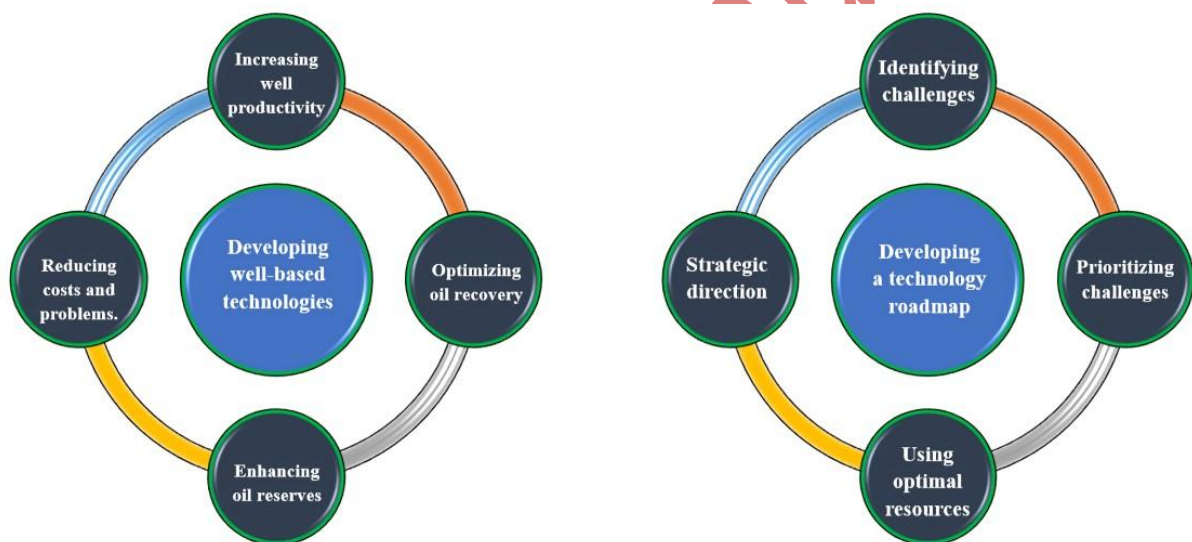 Increasing
well
productivity
Reducing
costs and
problems.
Developing
well-based
technologies
Optimizing
oil recovery
Enhancing
oil reserves
Identifying
challenges
Strategic
direction
Developing
a technology
roadmap
Prioritizing
challenges
Using
optimal
resources